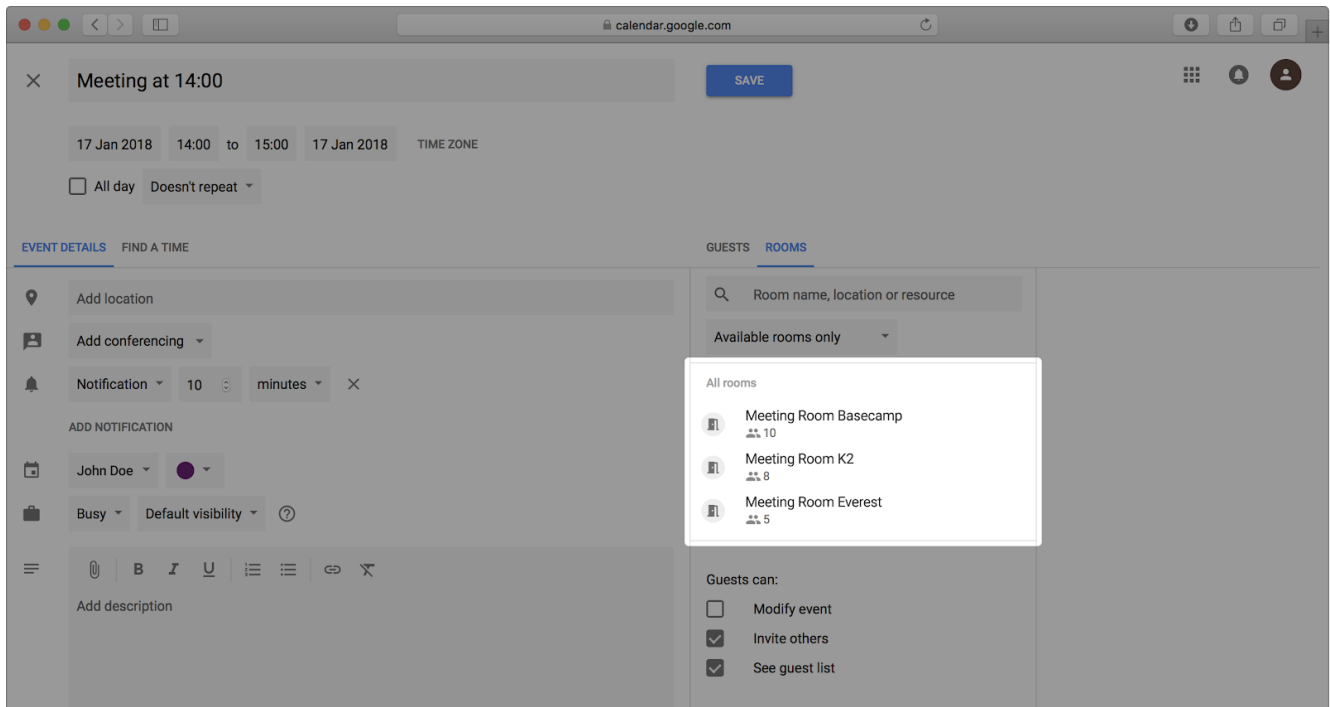 calendar.google.com
Meeting at 14:00
SAVE
17 Jan 2018 14:00 to 15:00 17 Jan 2018 TIME ZONE
All day Doesn't repeat
EVENT DETAILS FIND A TIME
GUESTS ROOMS
Add location
Room name, location or resource
Add conferencing
Available rooms only
Notification 10 minutes
All rooms
Meeting Room Basecamp
10
ADD NOTIFICATION
John Doe
Meeting Room K2
8
Busy Default visibility
Meeting Room Everest
5
B I U
Add description
Guests can:
Modify event
Invite others
See guest list